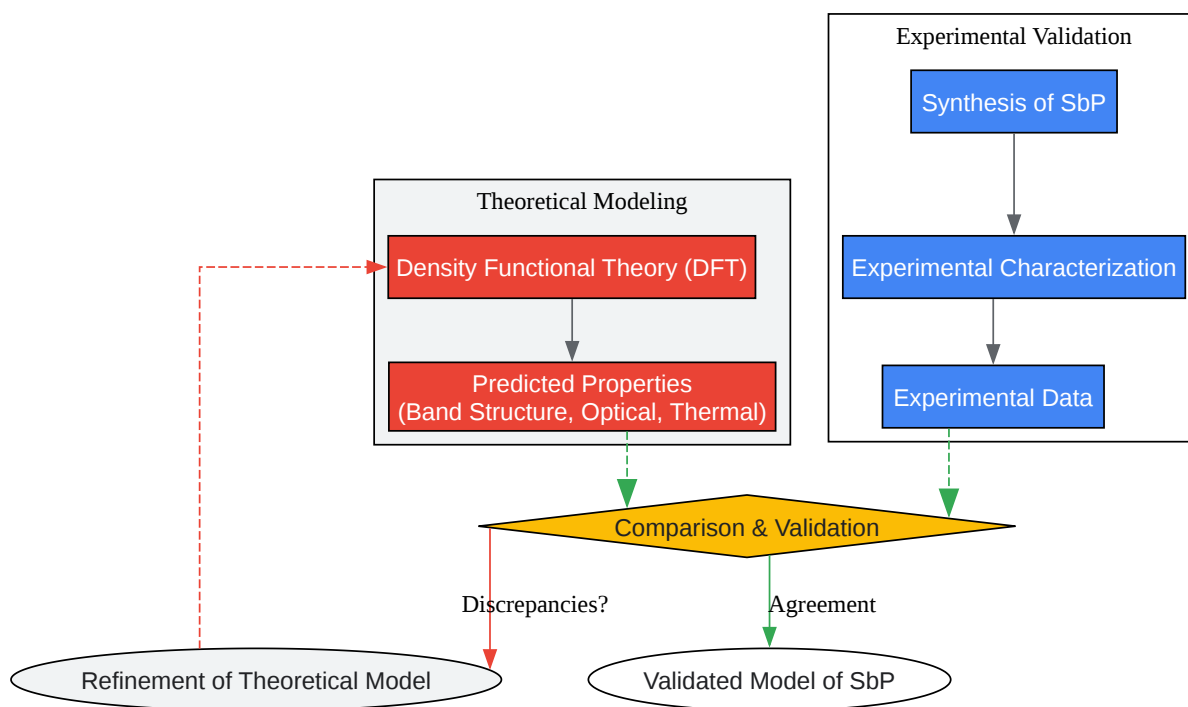 Experimental Validation
Synthesis of SbP
Theoretical Modeling
Density Functional Theory (DFT)
Experimental Characterization
Predicted Properties
(Band Structure, Optical, Thermal)
Experimental Data
Comparison & Validation
Discrepancies?
Agreement
Refinement of Theoretical Model
Validated Model of SbP